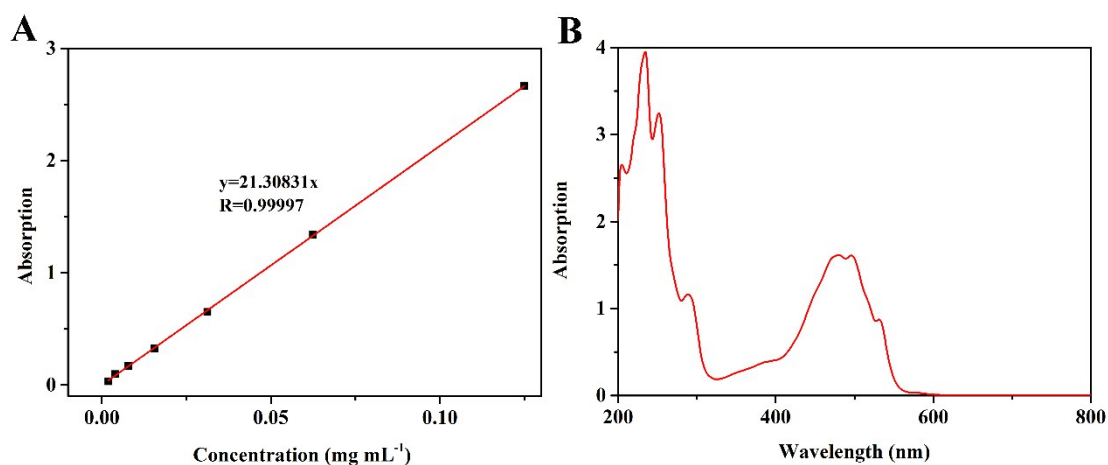 A
3
2
1
0
0.00
0.05
0.10
Absorption
Concentration (mg mL⁻¹)
y=21.30831x
R=0.99997
B
4
3
2
1
0
200
400
600
800
Absorption
Wavelength (nm)